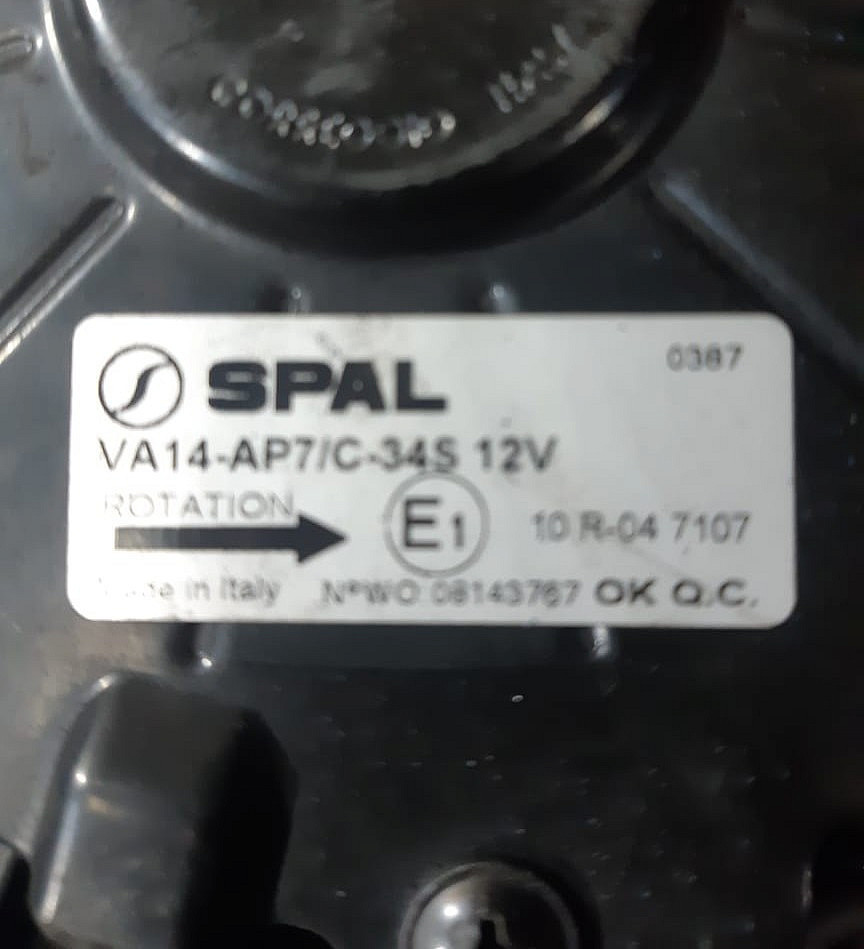 SPAL
0387
VA14-AP7/C-34S 12V
ROTATION
E1
10 R-04 7107
Made in Italy N°WO 08143767 OK Q.C.